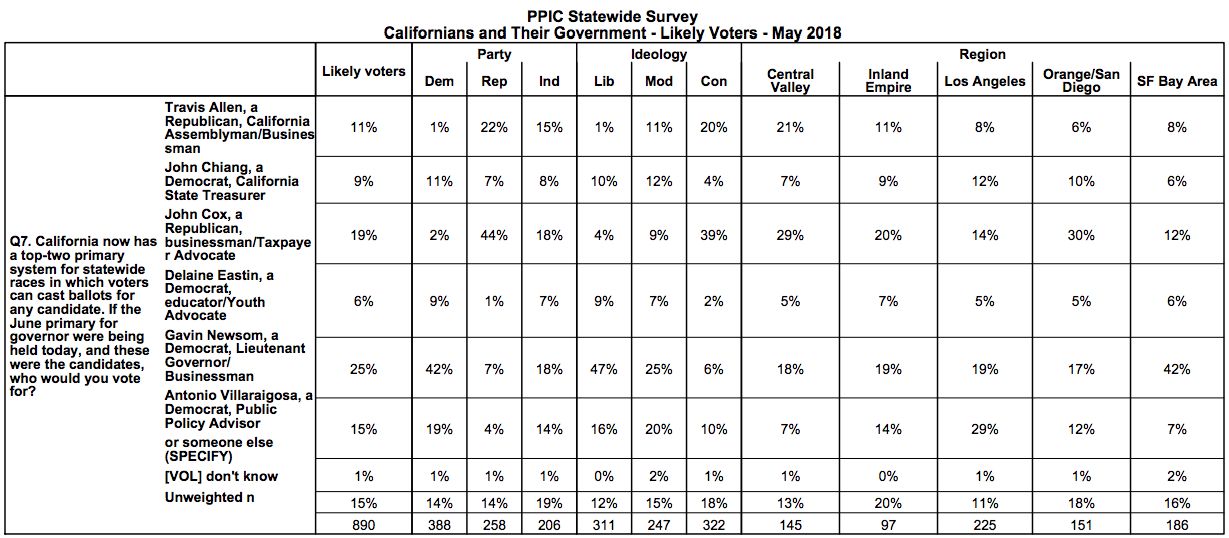 PPIC Statewide Survey
Californians and Their Government - Likely Voters - May 2018
Likely voters Party Ideology Region
Dem Rep Ind Lib Mod Con Central Valley Inland Empire Los Angeles Orange/San Diego SF Bay Area
Q7. California now has
a top-two primary
system for statewide
races in which voters
can cast ballots for
any candidate. If the
June primary for
governor were being
held today, and these
were the candidates,
who would you vote
for?
Travis Allen, a
Republican, California
Assemblyman/Busines
sman
11% 1% 22% 15% 1% 11% 20% 21% 11% 8% 6% 8%
John Chiang, a
Democrat, California
State Treasurer
9% 11% 7% 8% 10% 12% 4% 7% 9% 12% 10% 6%
John Cox, a
Republican,
businessman/Taxpaye
r Advocate
19% 2% 44% 18% 4% 9% 39% 29% 20% 14% 30% 12%
Delaine Eastin, a
Democrat,
educator/Youth
Advocate
6% 9% 1% 7% 9% 7% 2% 5% 7% 5% 5% 6%
Gavin Newsom, a
Democrat, Lieutenant
Governor/
Businessman
25% 42% 7% 18% 47% 25% 6% 18% 19% 19% 17% 42%
Antonio Villaraigosa, a
Democrat, Public
Policy Advisor
15% 19% 4% 14% 16% 20% 10% 7% 14% 29% 12% 7%
or someone else
(SPECIFY)
[VOL] don't know
1% 1% 1% 1% 0% 2% 1% 1% 0% 1% 1% 2%
Unweighted n
15% 14% 14% 19% 12% 15% 18% 13% 20% 11% 18% 16%
890 388 258 206 311 247 322 145 97 225 151 186